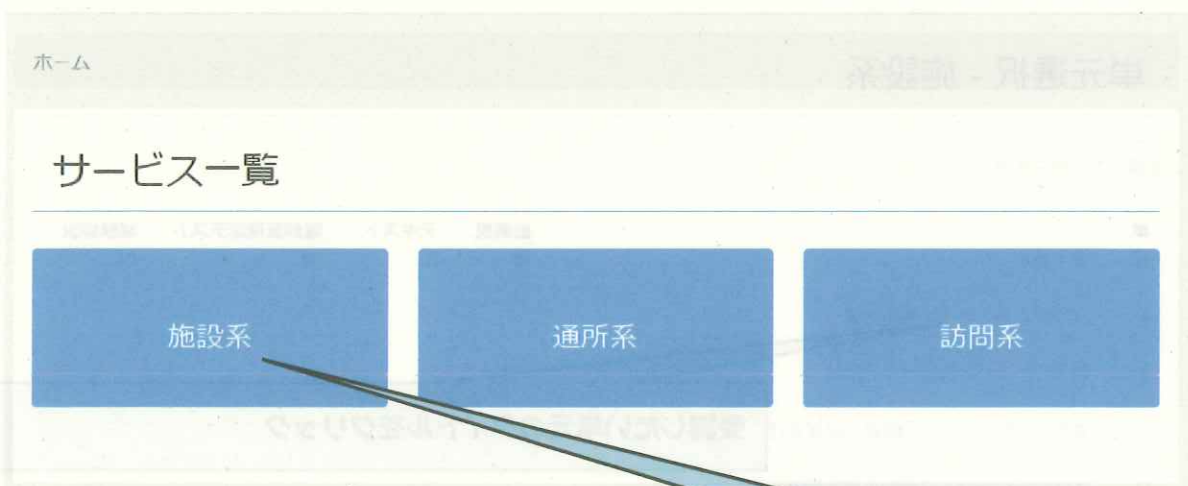 ホーム
サービス一覧
施設系
通所系
訪問系